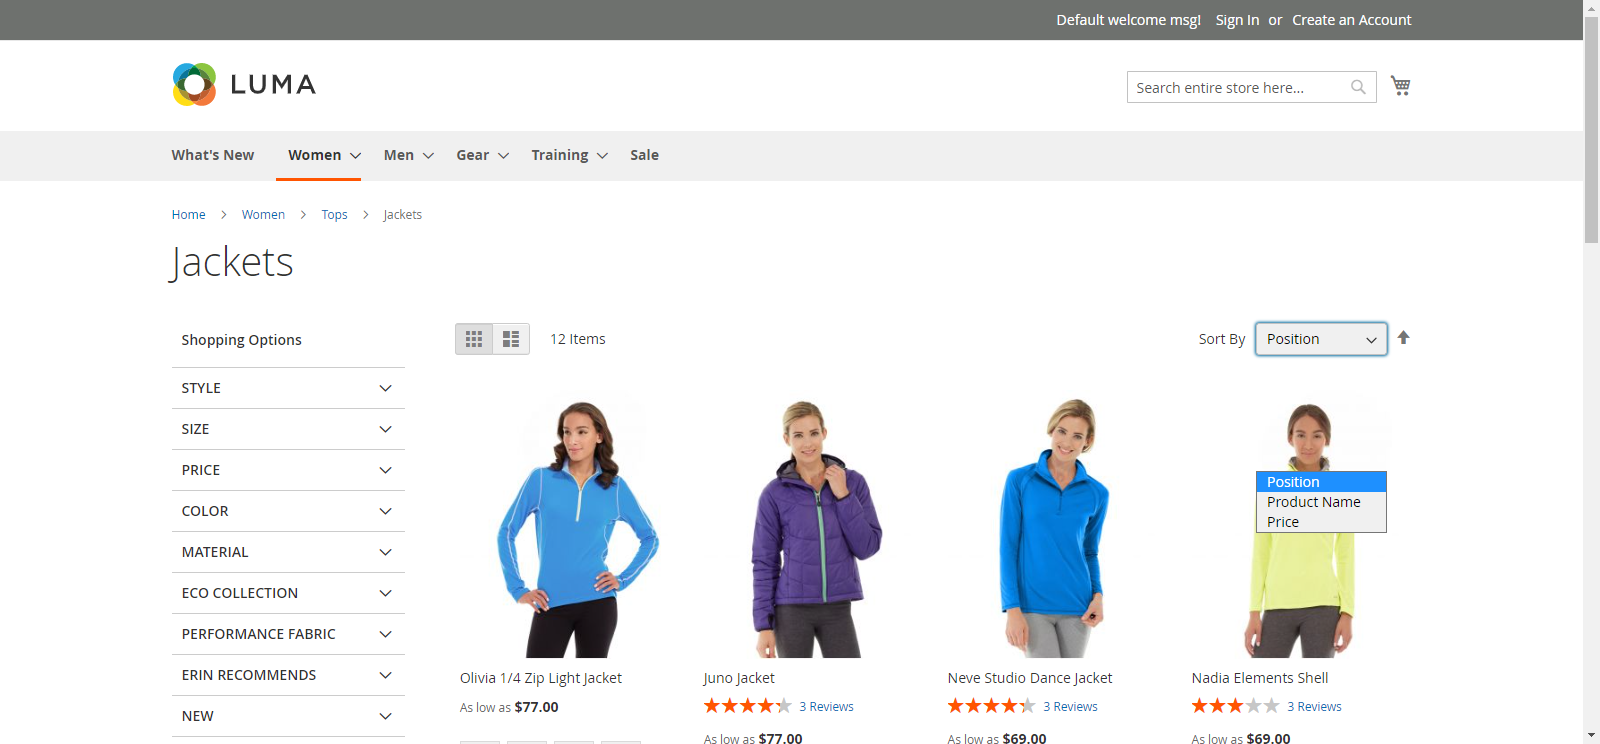 Default welcome msg! Sign In or Create an Account
LUMA
Search entire store here...
What's New Women Men Gear Training Sale
Home Women Tops Jackets
Jackets
Shopping Options
12 Items
Sort By Position
STYLE
SIZE
PRICE
COLOR
MATERIAL
ECO COLLECTION
PERFORMANCE FABRIC
ERIN RECOMMENDS
NEW
Position
Product Name
Price
Olivia 1/4 Zip Light Jacket
As low as $77.00
Juno Jacket
3 Reviews
As low as $77.00
Neve Studio Dance Jacket
3 Reviews
As low as $69.00
Nadia Elements Shell
3 Reviews
As low as $69.00